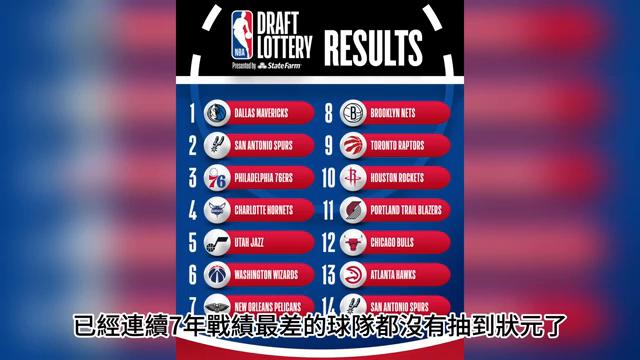 NBA
DRAFT
LOTTERY
Presented by StateFarm
RESULTS
1 DALLAS MAVERICKS
2 SAN ANTONIO SPURS
3 PHILADELPHIA 76ERS
4 CHARLOTTE HORNETS
5 UTAH JAZZ
6 WASHINGTON WIZARDS
7 NEW ORLEANS PELICANS
8 BROOKLYN NETS
9 TORONTO RAPTORS
10 HOUSTON ROCKETS
11 PORTLAND TRAIL BLAZERS
12 CHICAGO BULLS
13 ATLANTA HAWKS
14 SAN ANTONIO SPURS
已經連續7年戰績最差的球隊都沒有抽到狀元了